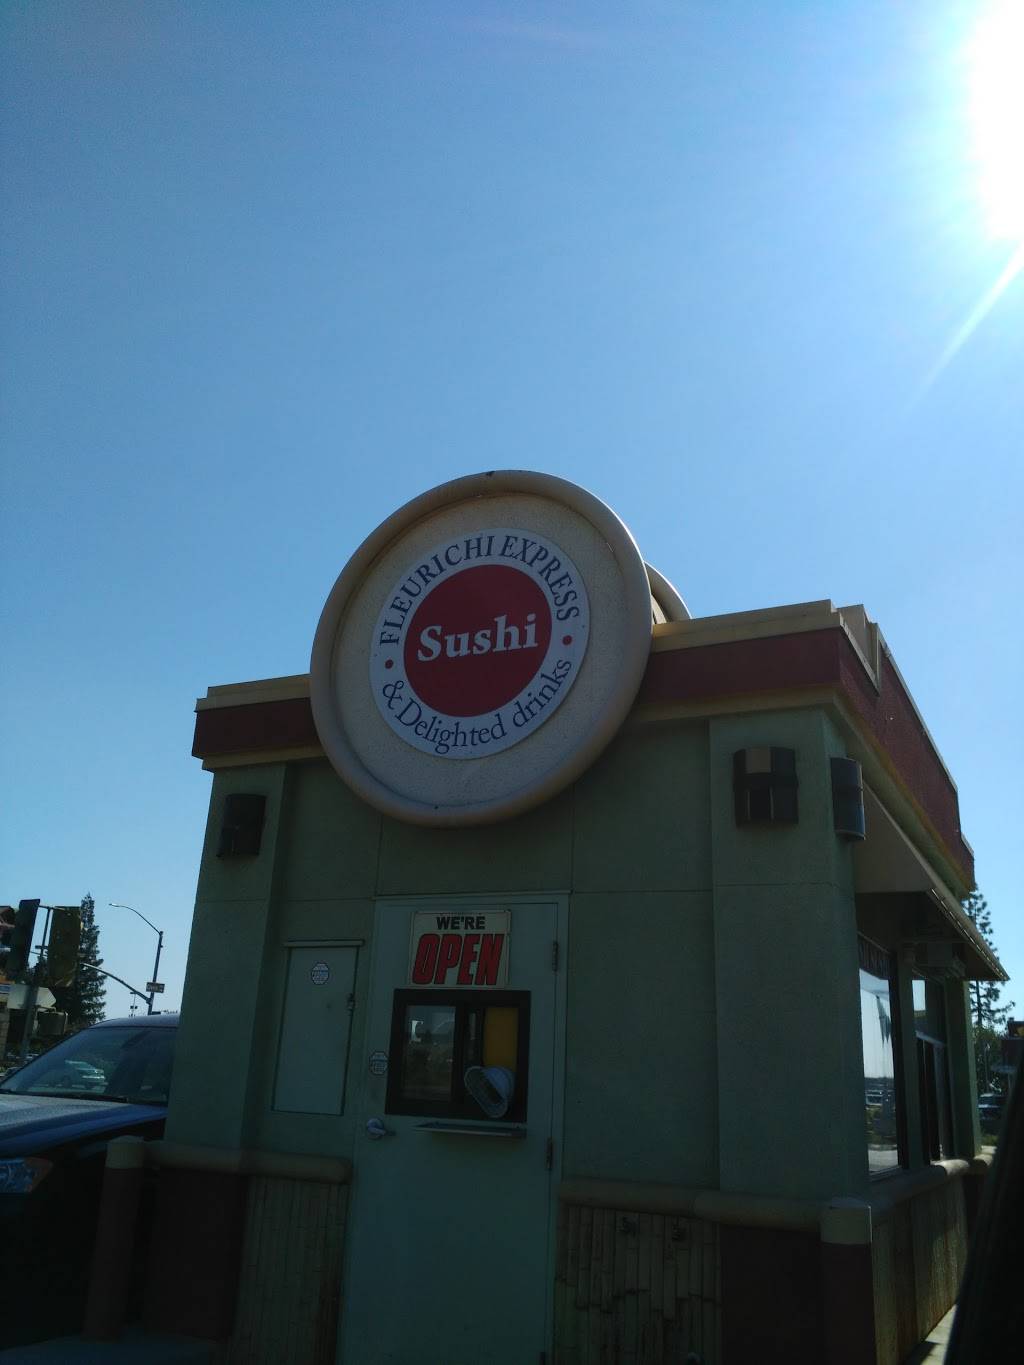 FLEURICHI EXPRESS
Sushi
& Delighted drinks
WE'RE
OPEN